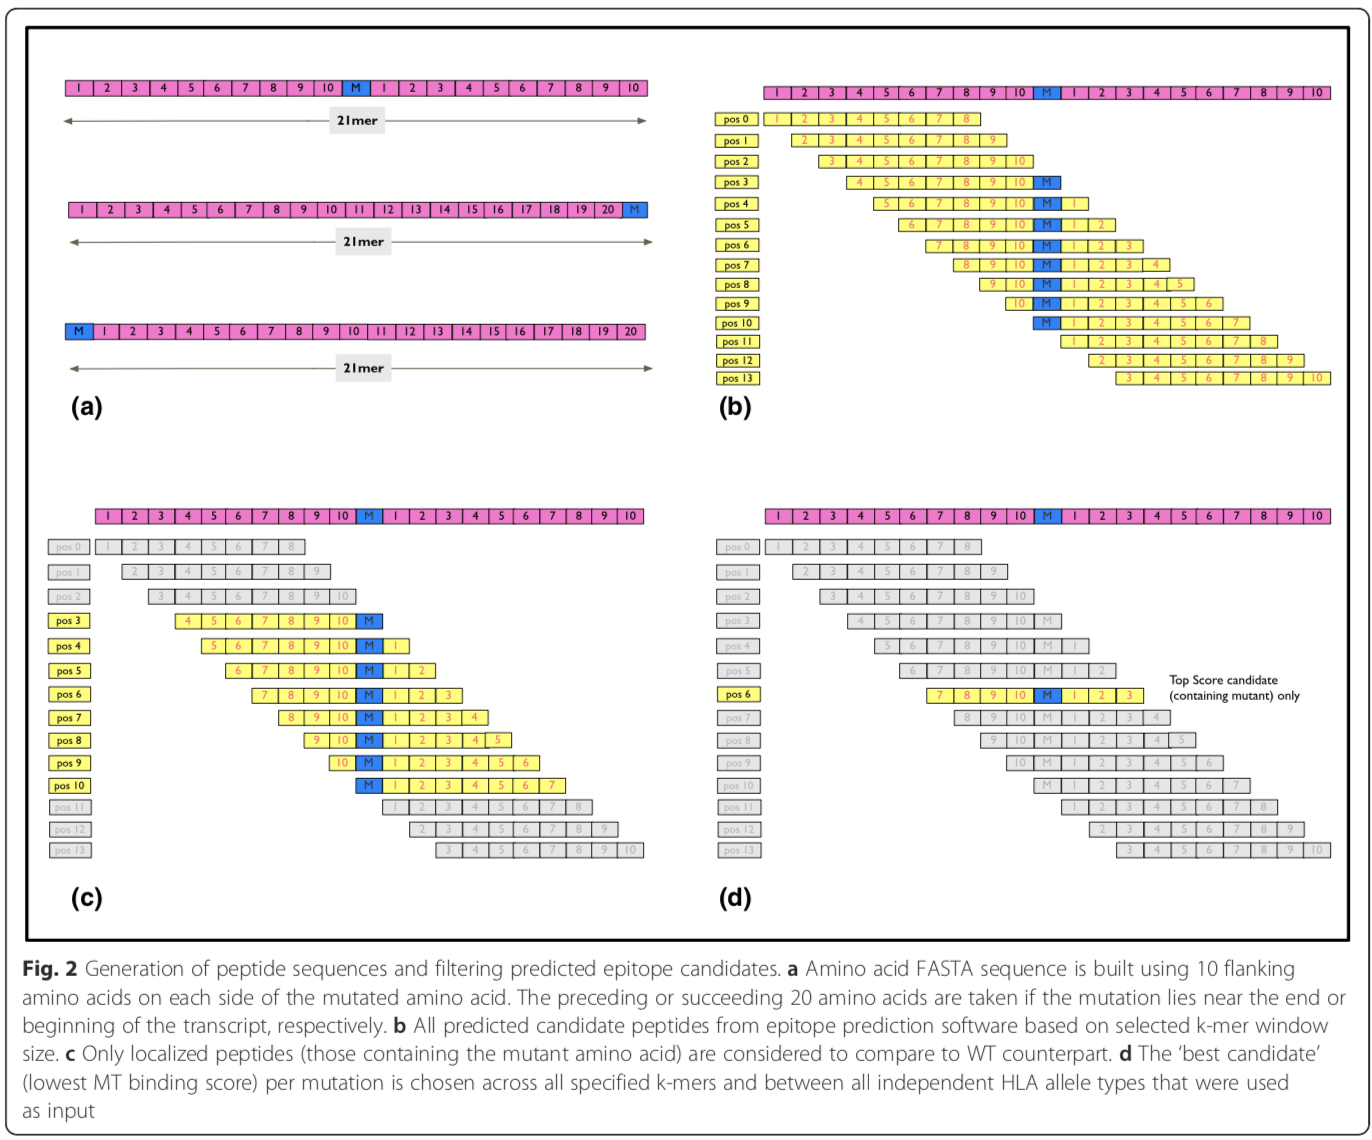 1 2 3 4 5 6 7 8 9 10 M 1 2 3 4 5 6 7 8 9 10
21mer
1 2 3 4 5 6 7 8 9 10 11 12 13 14 15 16 17 18 19 20 M
21mer
M 1 2 3 4 5 6 7 8 9 10 11 12 13 14 15 16 17 18 19 20
21mer
(a)
1 2 3 4 5 6 7 8 9 10 M 1 2 3 4 5 6 7 8 9 10
pos 0 1 2 3 4 5 6 7 8
pos 1 2 3 4 5 6 7 8 9
pos 2 3 4 5 6 7 8 9 10
pos 3 4 5 6 7 8 9 10 M
pos 4 5 6 7 8 9 10 M 1
pos 5 6 7 8 9 10 M 1 2
pos 6 7 8 9 10 M 1 2 3
pos 7 8 9 10 M 1 2 3 4
pos 8 9 10 M 1 2 3 4 5
pos 9 10 M 1 2 3 4 5 6
pos 10 M 1 2 3 4 5 6 7
pos 11 1 2 3 4 5 6 7 8
pos 12 2 3 4 5 6 7 8 9
pos 13 3 4 5 6 7 8 9 10
(b)
1 2 3 4 5 6 7 8 9 10 M 1 2 3 4 5 6 7 8 9 10
pos 0 1 2 3 4 5 6 7 8
pos 1 2 3 4 5 6 7 8 9
pos 2 3 4 5 6 7 8 9 10
pos 3 4 5 6 7 8 9 10 M
pos 4 5 6 7 8 9 10 M 1
pos 5 6 7 8 9 10 M 1 2
pos 6 7 8 9 10 M 1 2 3
pos 7 8 9 10 M 1 2 3 4
pos 8 9 10 M 1 2 3 4 5
pos 9 10 M 1 2 3 4 5 6
pos 10 M 1 2 3 4 5 6 7
pos 11 1 2 3 4 5 6 7 8
pos 12 2 3 4 5 6 7 8 9
pos 13 3 4 5 6 7 8 9 10
(c)
1 2 3 4 5 6 7 8 9 10 M 1 2 3 4 5 6 7 8 9 10
pos 0 1 2 3 4 5 6 7 8
pos 1 2 3 4 5 6 7 8 9
pos 2 3 4 5 6 7 8 9 10
pos 3 4 5 6 7 8 9 10 M
pos 4 5 6 7 8 9 10 M 1
pos 5 6 7 8 9 10 M 1 2
Top Score candidate
(containing mutant) only
pos 6 7 8 9 10 M 1 2 3
pos 7 8 9 10 M 1 2 3 4
pos 8 9 10 M 1 2 3 4 5
pos 9 10 M 1 2 3 4 5 6
pos 10 M 1 2 3 4 5 6 7
pos 11 1 2 3 4 5 6 7 8
pos 12 2 3 4 5 6 7 8 9
pos 13 3 4 5 6 7 8 9 10
(d)
Fig. 2 Generation of peptide sequences and filtering predicted epitope candidates. a Amino acid FASTA sequence is built using 10 flanking
amino acids on each side of the mutated amino acid. The preceding or succeeding 20 amino acids are taken if the mutation lies near the end or
beginning of the transcript, respectively. b All predicted candidate peptides from epitope prediction software based on selected k-mer window
size. c Only localized peptides (those containing the mutant amino acid) are considered to compare to WT counterpart. d The ‘best candidate’
(lowest MT binding score) per mutation is chosen across all specified k-mers and between all independent HLA allele types that were used
as input